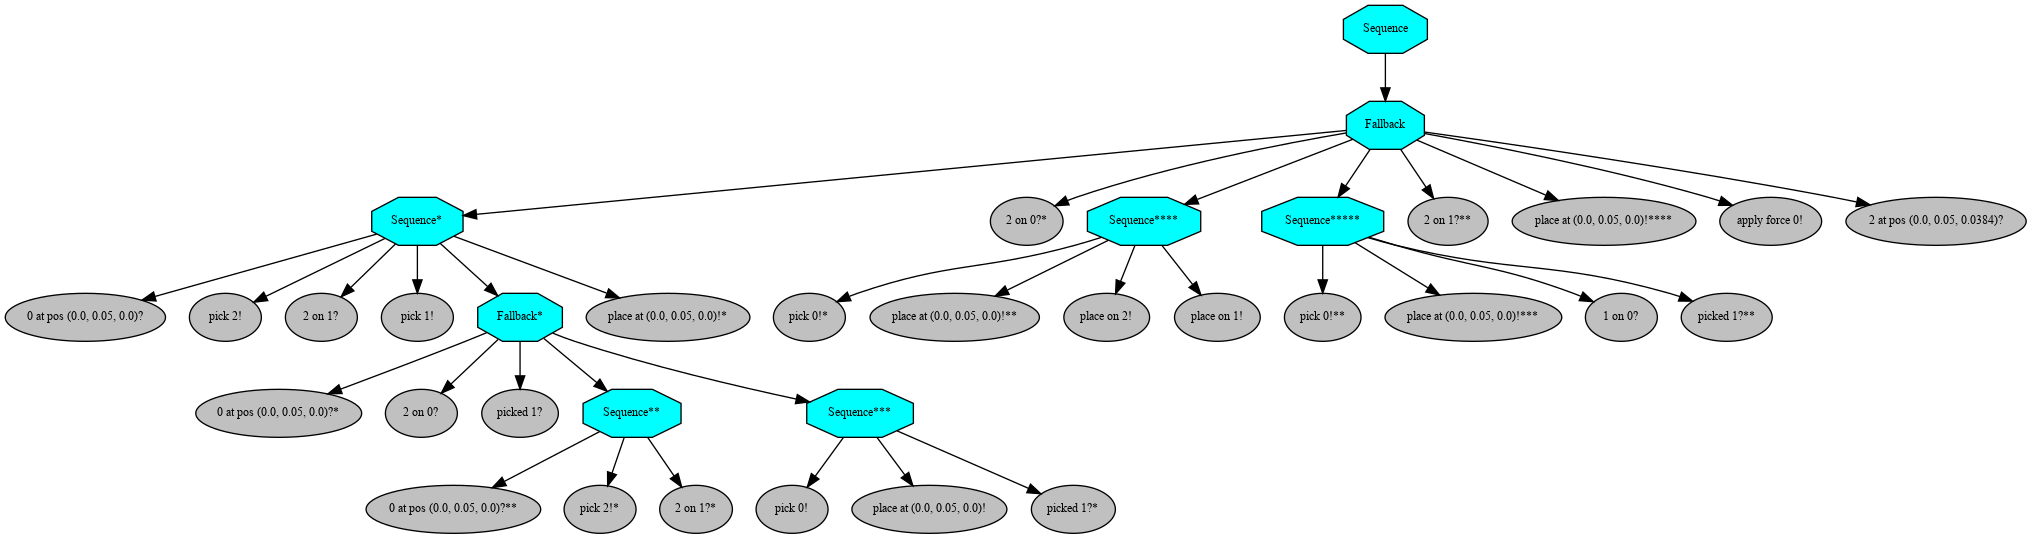 Sequence
Fallback
Sequence*
2 on 0?*
Sequence****
Sequence*****
2 on 1?**
place at (0.0, 0.05, 0.0)!****
apply force 0!
2 at pos (0.0, 0.05, 0.0384)?
0 at pos (0.0, 0.05, 0.0)?
pick 2!
2 on 1?
pick 1!
Fallback*
place at (0.0, 0.05, 0.0)!*
pick 0!*
place at (0.0, 0.05, 0.0)!**
place on 2!
place on 1!
pick 0!**
place at (0.0, 0.05, 0.0)!***
1 on 0?
picked 1?**
0 at pos (0.0, 0.05, 0.0)?*
2 on 0?
picked 1?
Sequence**
Sequence***
0 at pos (0.0, 0.05, 0.0)?**
pick 2!*
2 on 1?*
pick 0!
place at (0.0, 0.05, 0.0)!
picked 1?*